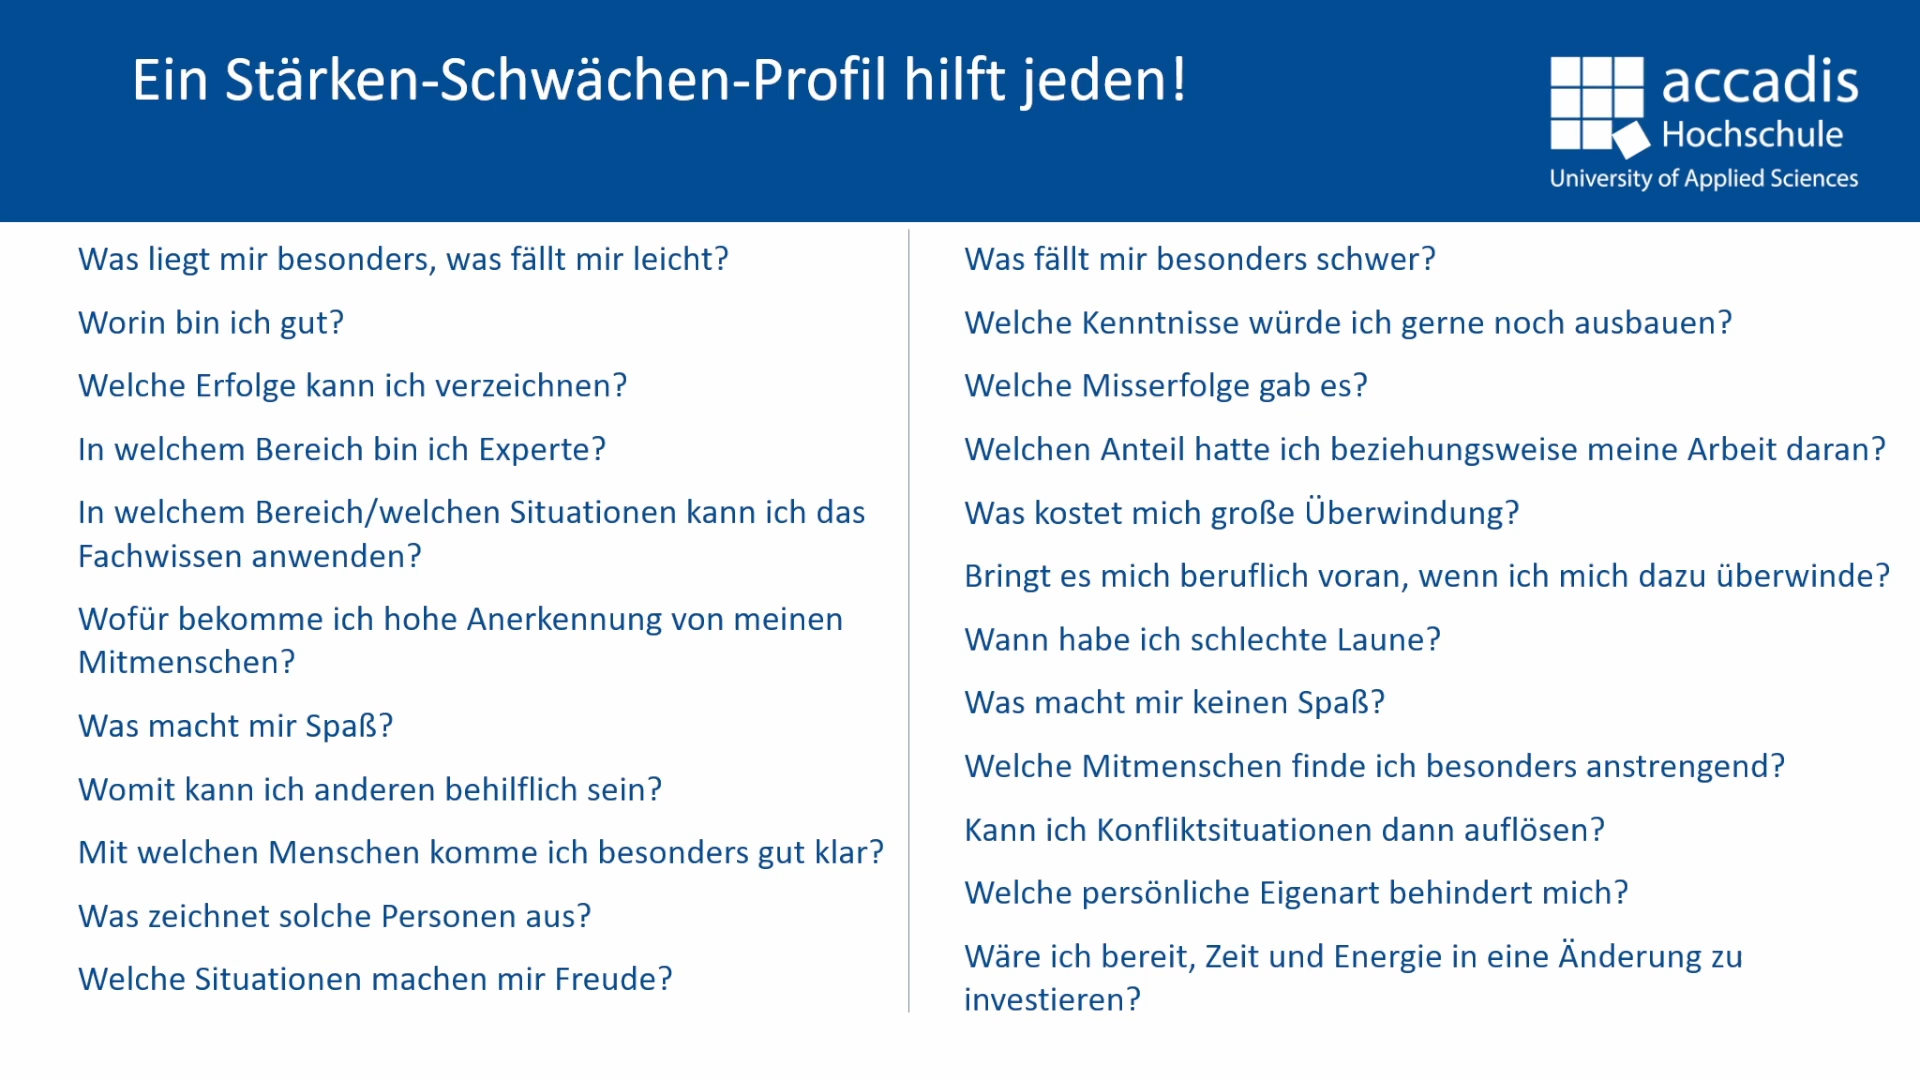 Ein Stärken-Schwächen-Profil hilft jeden!
accadis
Hochschule
University of Applied Sciences
Was liegt mir besonders, was fällt mir leicht?
Worin bin ich gut?
Welche Erfolge kann ich verzeichnen?
In welchem Bereich bin ich Experte?
In welchem Bereich/welchen Situationen kann ich das
Fachwissen anwenden?
Wofür bekomme ich hohe Anerkennung von meinen
Mitmenschen?
Was macht mir Spaß?
Womit kann ich anderen behilflich sein?
Mit welchen Menschen komme ich besonders gut klar?
Was zeichnet solche Personen aus?
Welche Situationen machen mir Freude?
Was fällt mir besonders schwer?
Welche Kenntnisse würde ich gerne noch ausbauen?
Welche Misserfolge gab es?
Welchen Anteil hatte ich beziehungsweise meine Arbeit daran?
Was kostet mich große Überwindung?
Bringt es mich beruflich voran, wenn ich mich dazu überwinde?
Wann habe ich schlechte Laune?
Was macht mir keinen Spaß?
Welche Mitmenschen finde ich besonders anstrengend?
Kann ich Konfliktsituationen dann auflösen?
Welche persönliche Eigenart behindert mich?
Wäre ich bereit, Zeit und Energie in eine Änderung zu
investieren?